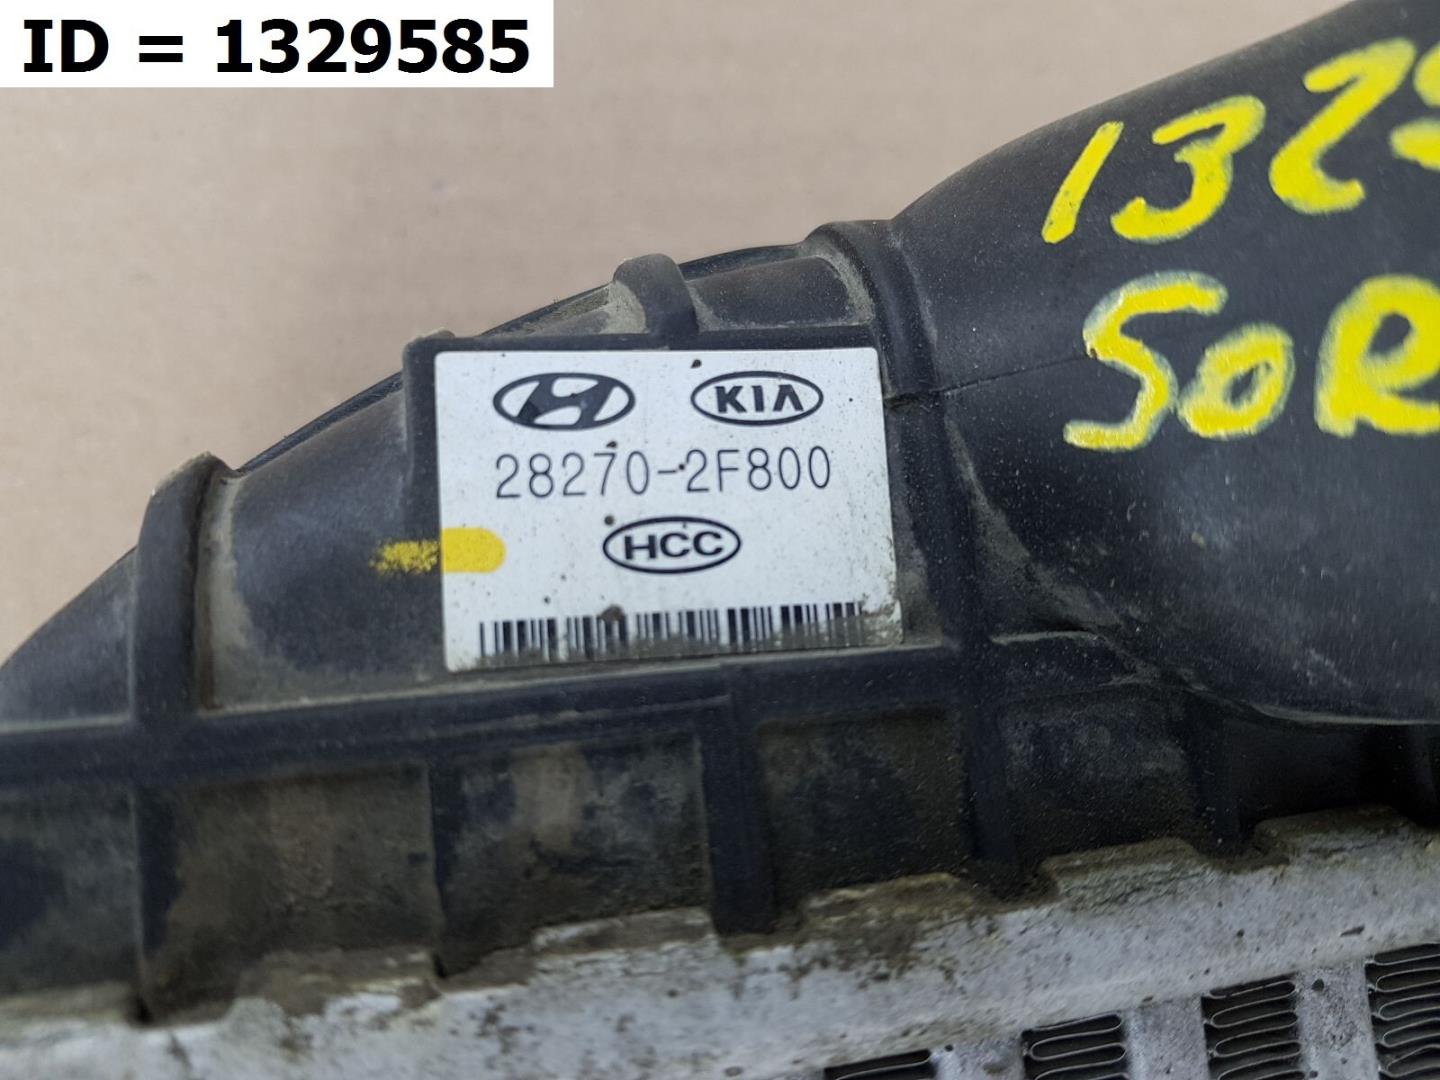 ID = 1329585
132
SOR
KIA
28270-2F800
HCC